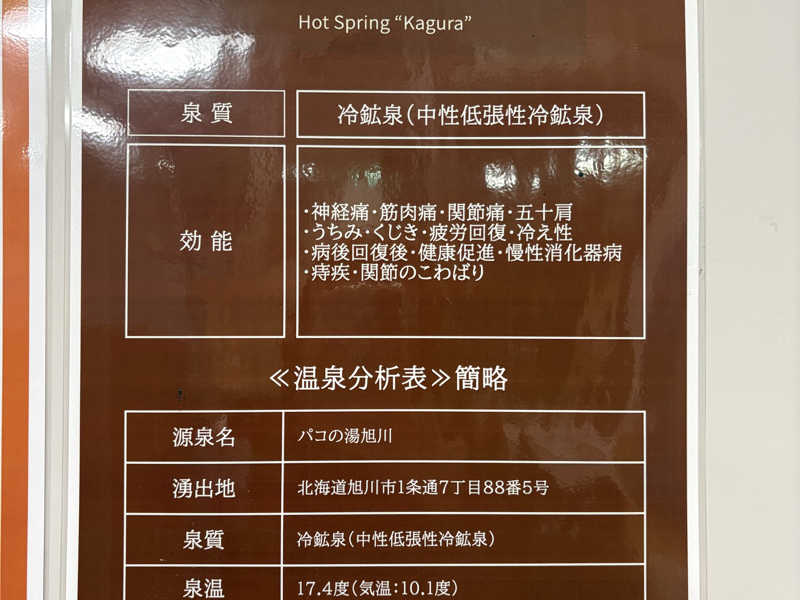 Hot Spring “Kagura”
泉質
冷鉱泉（中性低張性冷鉱泉）
効能
・神経痛・筋肉痛・関節痛・五十肩
・うちみ・くじき・疲労回復・冷え性
・病後回復後・健康促進・慢性消化器病
・痔疾・関節のこわばり
≪温泉分析表≫簡略
源泉名
パコの湯旭川
湧出地
北海道旭川市1条通7丁目88番5号
泉質
冷鉱泉（中性低張性冷鉱泉）
泉温
17.4度（気温：10.1度）